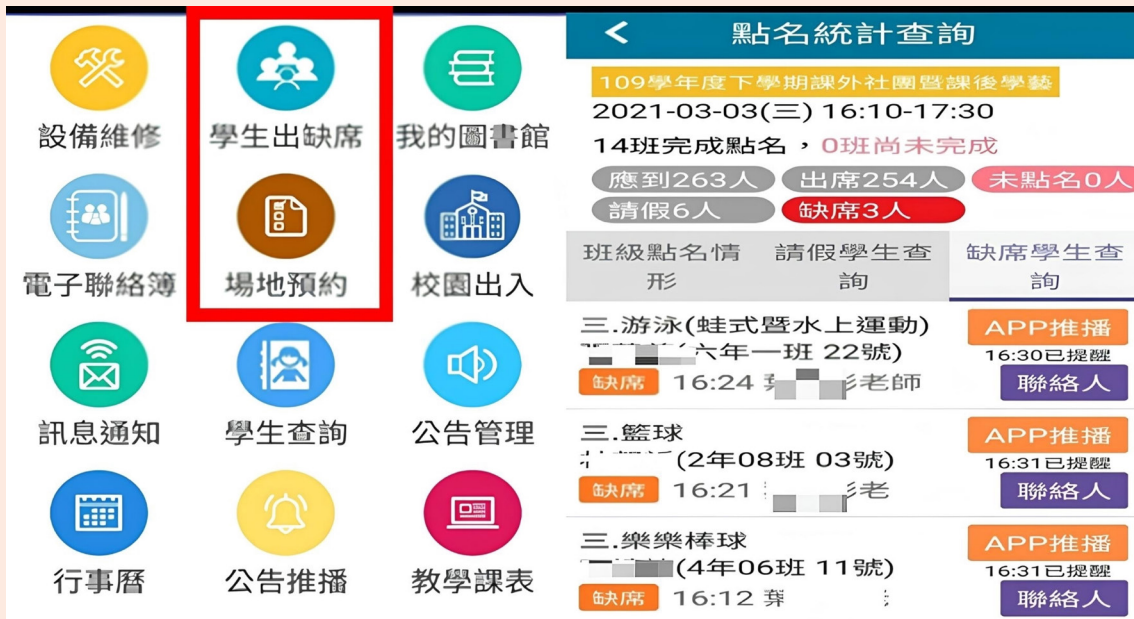 設備維修 學生出缺席 我的圖書館
電子聯絡簿 場地預約 校園出入
訊息通知 學生查詢 公告管理
行事曆 公告推播 教學課表
點名統計查詢
109學年度下學期課外社團暨課後學藝
2021-03-03(三) 16:10-17:30
14班完成點名，0班尚未完成
應到263人 出席254人 未點名0人
請假6人 缺席3人
班級點名情形 請假學生查詢 缺席學生查詢
三.游泳(蛙式暨水上運動) APP推播
(六年一班 22號) 16:30已提醒
缺席 16:24 老師 聯絡人
三.籃球 APP推播
(2年08班 03號) 16:31已提醒
缺席 16:21 老 聯絡人
三.樂樂棒球 APP推播
(4年06班 11號) 16:31已提醒
缺席 16:12 葉 聯絡人